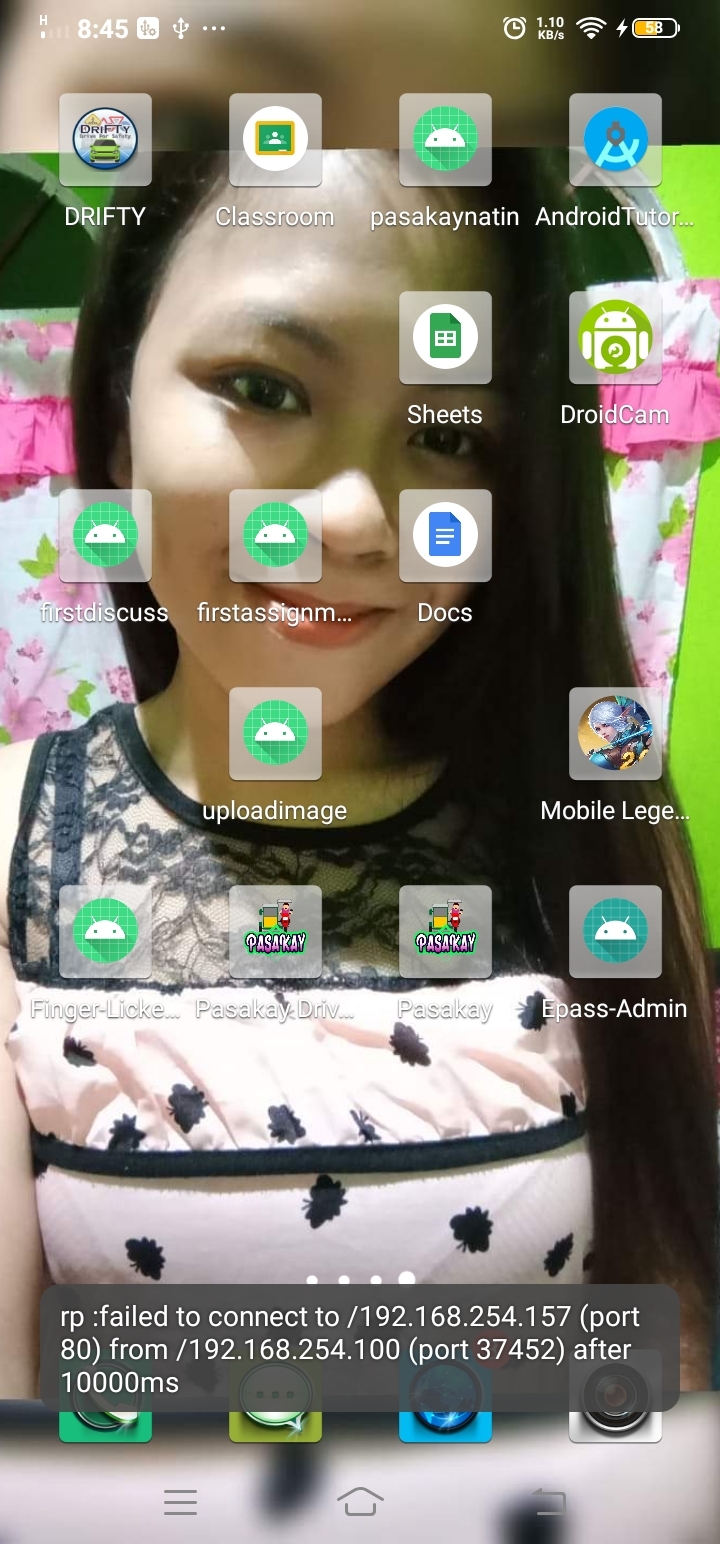 H 8:45 1.10 KB/s 58
DRIFTY
Drive For Safety
DRIFTY Classroom pasakaynatin AndroidTutor...
Sheets DroidCam
firstdiscuss firstassignm... Docs
uploadimage Mobile Lege...
PASAKAY PASAKAY
Finger-Licke... Pasakay.Driv... Pasakay Epass-Admin
rp :failed to connect to /192.168.254.157 (port
80) from /192.168.254.100 (port 37452) after
10000ms